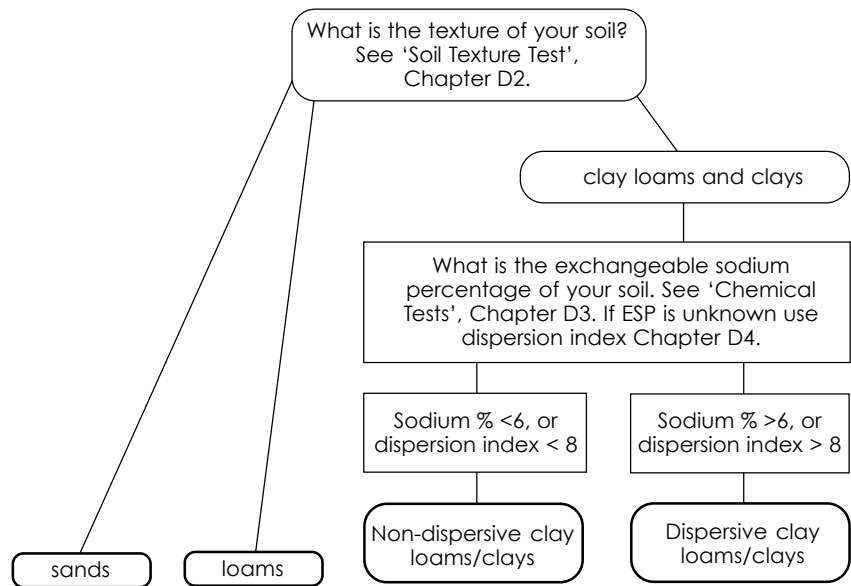 What is the texture of your soil?
See ‘Soil Texture Test’,
Chapter D2.
clay loams and clays
What is the exchangeable sodium
percentage of your soil. See ‘Chemical
Tests’, Chapter D3. If ESP is unknown use
dispersion index Chapter D4.
Sodium % <6, or
dispersion index < 8
Sodium % >6, or
dispersion index > 8
sands
loams
Non-dispersive clay
loams/clays
Dispersive clay
loams/clays